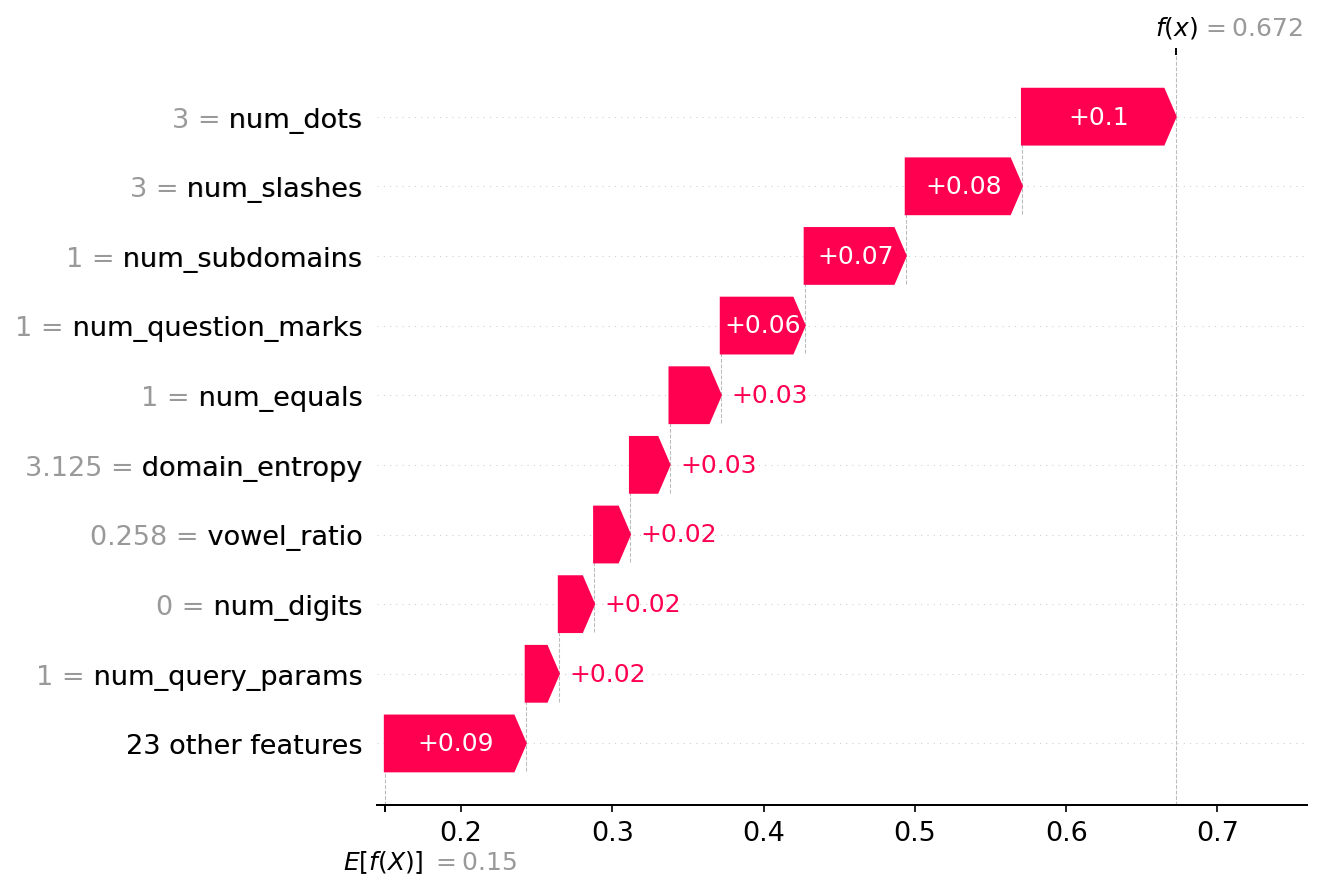 f(x) = 0.672
3 = num_dots +0.1
3 = num_slashes +0.08
1 = num_subdomains +0.07
1 = num_question_marks +0.06
1 = num_equals +0.03
3.125 = domain_entropy +0.03
0.258 = vowel_ratio +0.02
0 = num_digits +0.02
1 = num_query_params +0.02
23 other features +0.09
0.2 0.3 0.4 0.5 0.6 0.7
E[f(X)] = 0.15